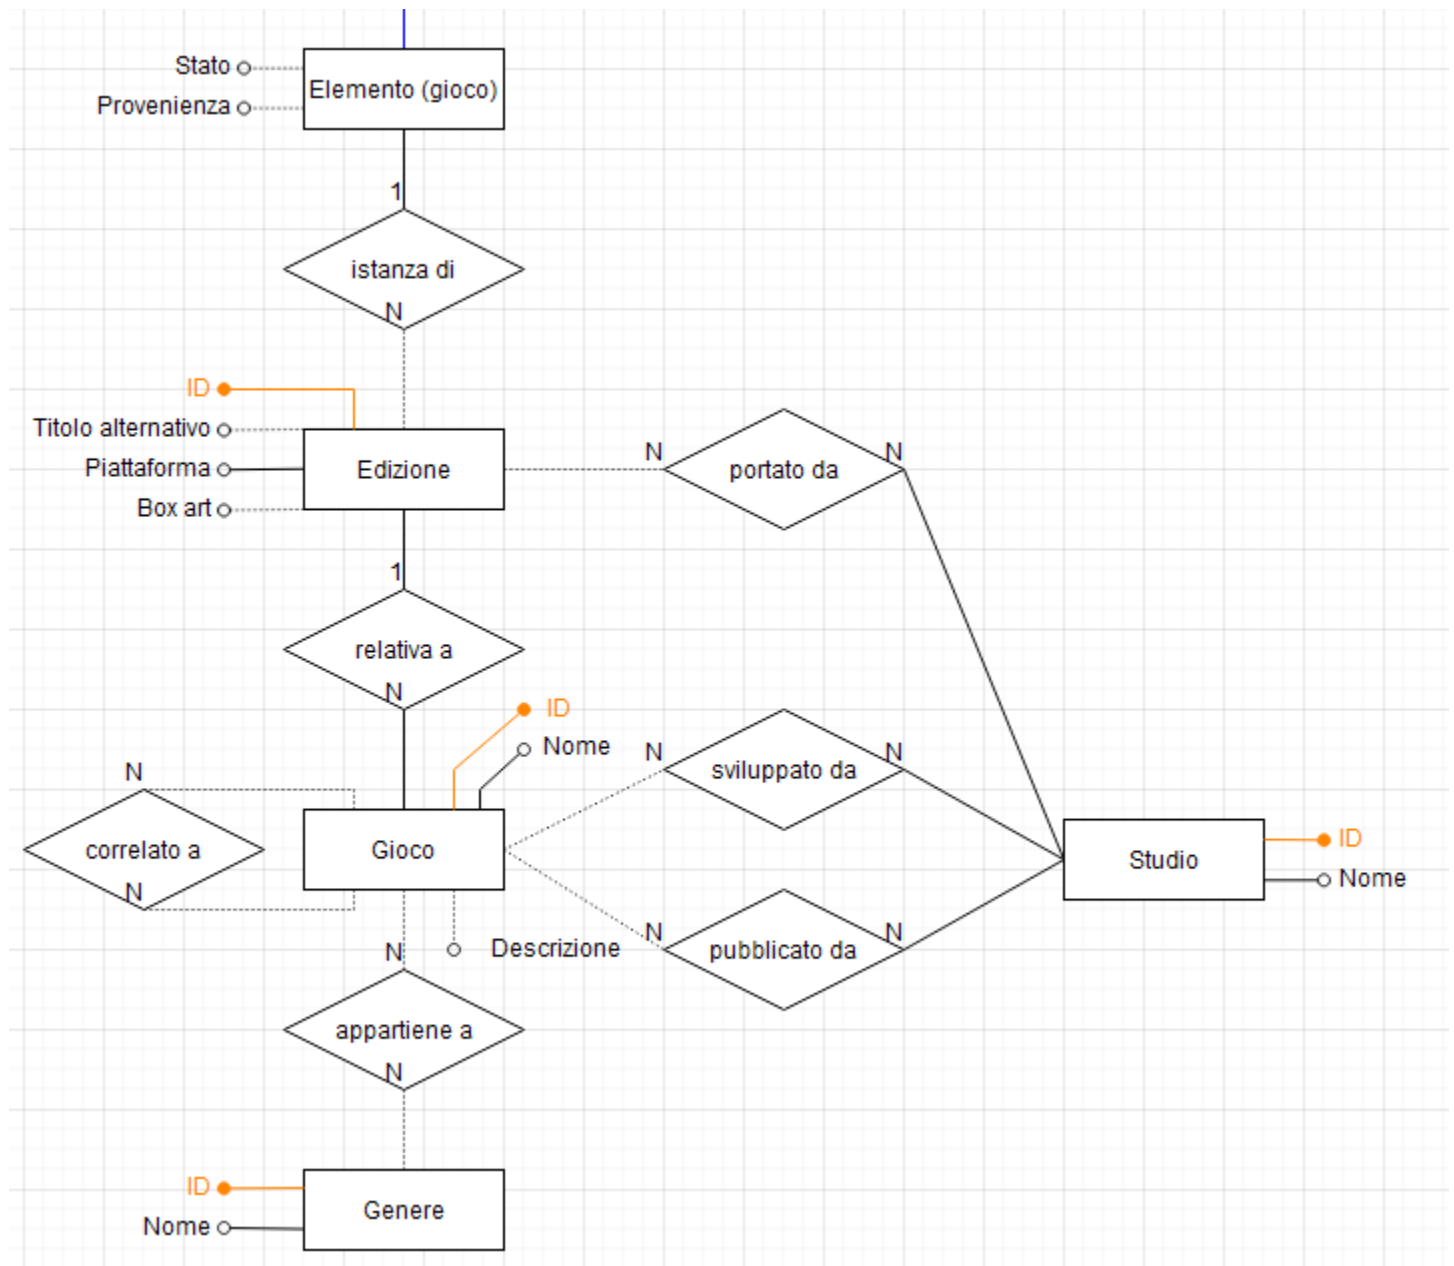 Stato
Provenienza
Elemento (gioco)
1
istanza di
N
ID
Titolo alternativo
Piattaforma
Box art
Edizione
N
portato da
N
1
relativa a
N
ID
Nome
N
correlato a
N
Gioco
N
sviluppato da
N
Studio
ID
Nome
N
pubblicato da
N
Descrizione
N
appartiene a
N
ID
Nome
Genere